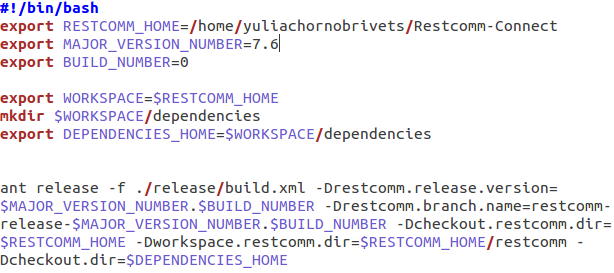 #!/bin/bash
export RESTCOMM_HOME=/home/yuliachornobrivets/Restcomm-Connect
export MAJOR_VERSION_NUMBER=7.6
export BUILD_NUMBER=0
export WORKSPACE=$RESTCOMM_HOME
mkdir $WORKSPACE/dependencies
export DEPENDENCIES_HOME=$WORKSPACE/dependencies
ant release -f ./release/build.xml -Drestcomm.release.version=
$MAJOR_VERSION_NUMBER.$BUILD_NUMBER -Drestcomm.branch.name=restcomm-
release-$MAJOR_VERSION_NUMBER.$BUILD_NUMBER -Dcheckout.restcomm.dir=
$RESTCOMM_HOME -Dworkspace.restcomm.dir=$RESTCOMM_HOME/restcomm -
Dcheckout.dir=$DEPENDENCIES_HOME